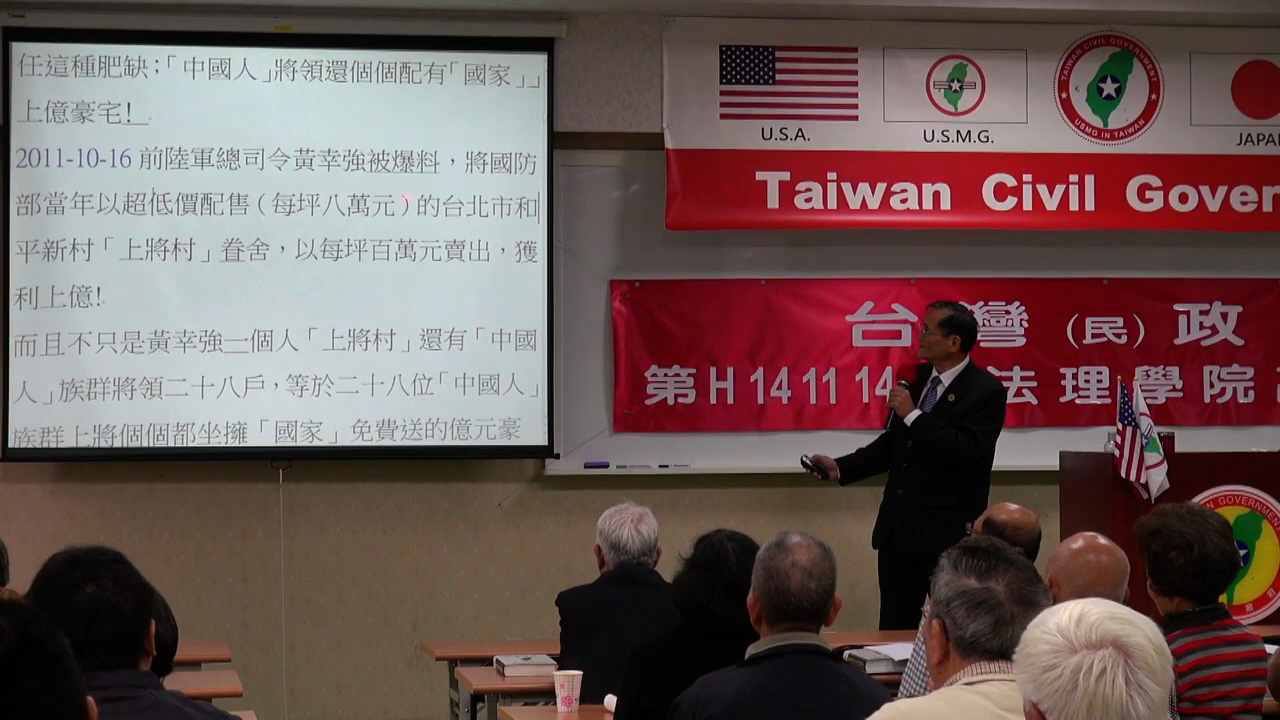 任這種肥缺;「中國人」將領還個個配有「國家」」
上億豪宅!
2011-10-16 前陸軍總司令黃幸強被爆料,將國防
部當年以超低價配售(每坪八萬元)的台北市和
平新村「上將村」眷舍,以每坪百萬元賣出,獲
利上億!
而且不只是黃幸強一個人「上將村」還有「中國
人」族群將領二十八戶,等於二十八位「中國人」
族群上將個個都坐擁「國家」免費送的億元豪
U.S.A.
U.S.M.G.
TAIWAN CIVIL GOVERNMENT
USMG IN TAIWAN
JAPA
Taiwan Civil Gover
台灣(民)政
第H 14 11 14 法理學院
GOVERNMENT